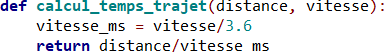 def calcul_temps_trajet(distance, vitesse):
    vitesse_ms = vitesse/3.6
    return distance/vitesse_ms